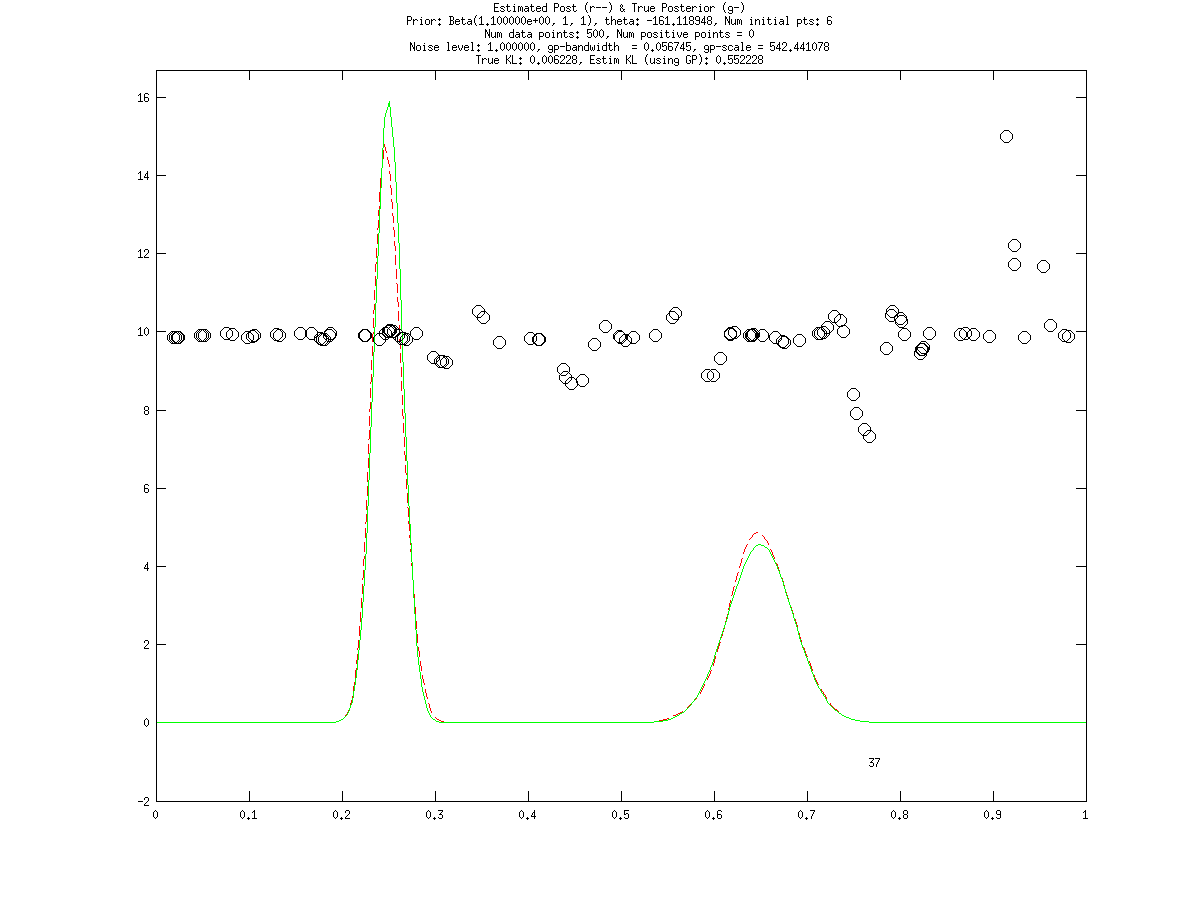 Estimated Post (r--) & True Posterior (g-)
Prior: Beta(1.100000e+00, 1, 1), theta: -161.118948, Num initial pts: 6
Num data points: 500, Num positive points = 0
Noise level: 1.000000, gp-bandwidth  = 0.056745, gp-scale = 542.441078
True KL: 0.006228, Estim KL (using GP): 0.552228
16
14
12
10
8
6
4
2
0
37
-2
0 0.1 0.2 0.3 0.4 0.5 0.6 0.7 0.8 0.9 1